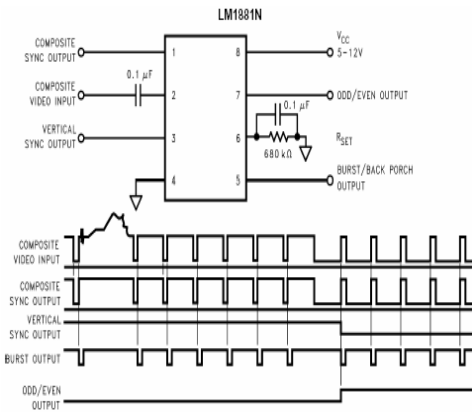 LM1881N
COMPOSITE
SYNC OUTPUT
1
8
VCC
5-12V
COMPOSITE
VIDEO INPUT
0.1 μF
2
7
ODD/EVEN OUTPUT
VERTICAL
SYNC OUTPUT
3
6
0.1 μF
680 kΩ
RSET
4
5
BURST/BACK PORCH
OUTPUT
COMPOSITE
VIDEO INPUT
COMPOSITE
SYNC OUTPUT
VERTICAL
SYNC OUTPUT
BURST OUTPUT
ODD/EVEN
OUTPUT